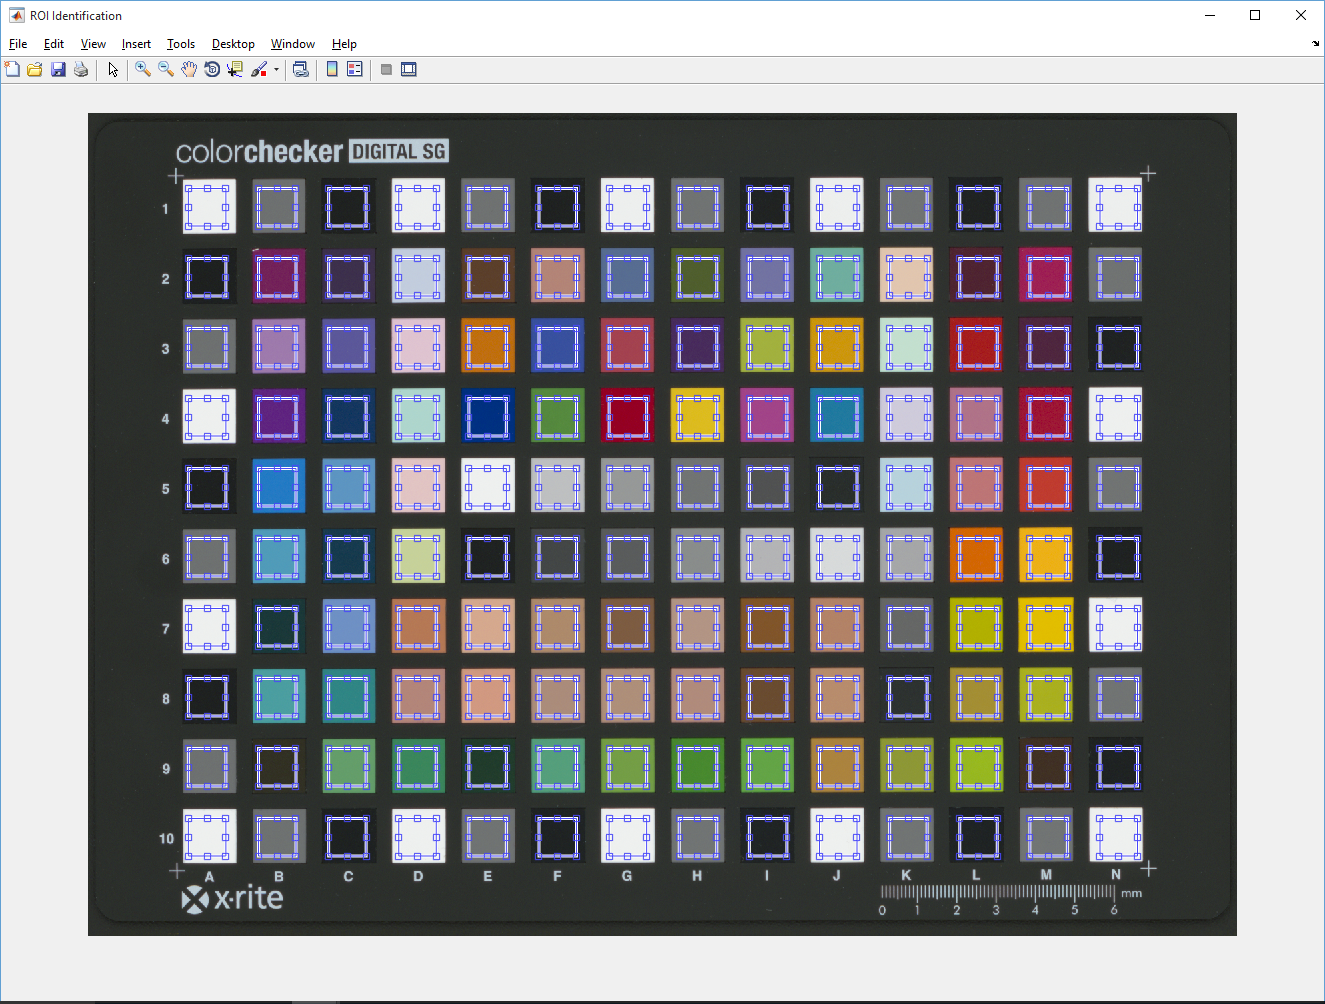 ROI Identification
File Edit View Insert Tools Desktop Window Help
colorchecker DIGITAL SG
1
2
3
4
5
6
7
8
9
10
A B C D E F G H I J K L M N
x·rite
mm
0 1 2 3 4 5 6